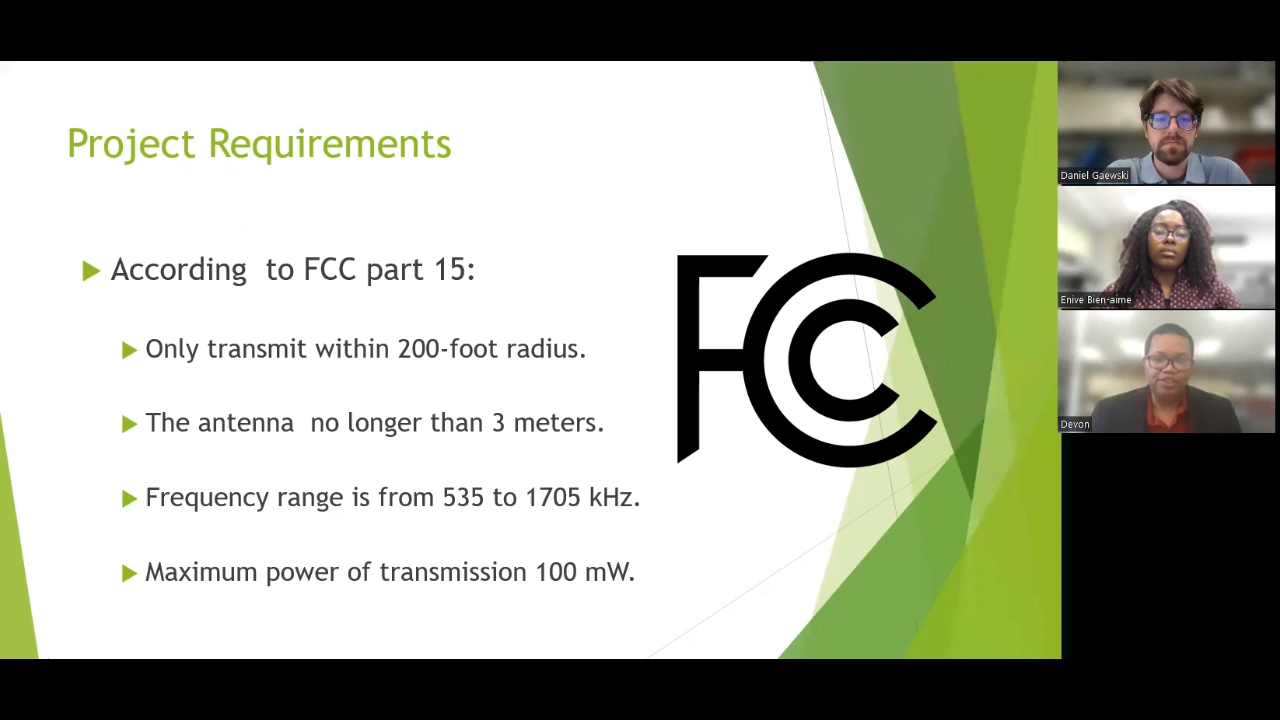 Project Requirements
According to FCC part 15:
Only transmit within 200-foot radius.
The antenna no longer than 3 meters.
Frequency range is from 535 to 1705 kHz.
Maximum power of transmission 100 mW.
FCC
Daniel Gaewski
Enive Bien-aime
Devon